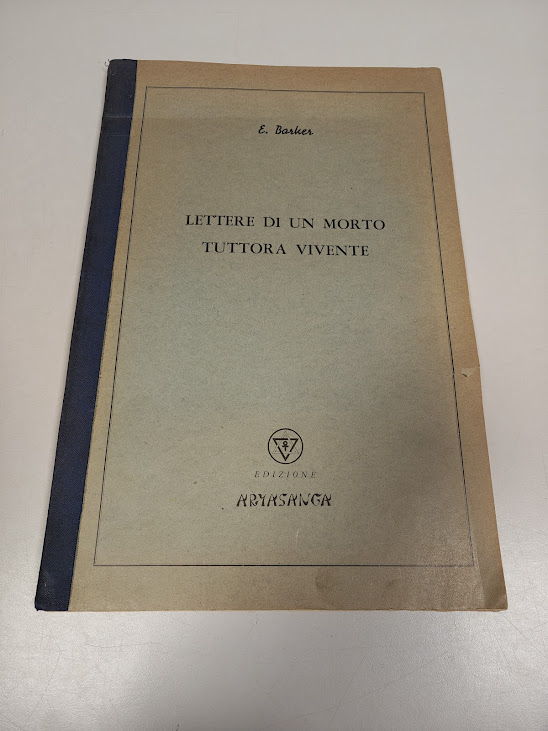 E. Barker
LETTERE DI UN MORTO
TUTTORA VIVENTE
EDIZIONE
ARYASANGA